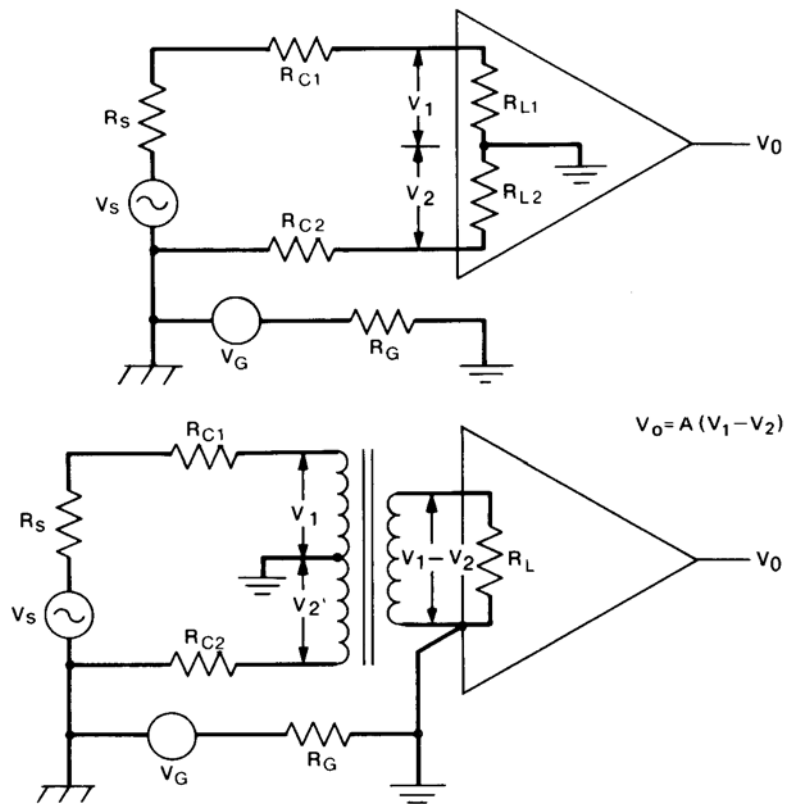 RC1
RS
V1
RL1
V0
VS
V2
RL2
RC2
VG
RG
Vo = A (V1 – V2)
RC1
RS
V1
V1 – V2
RL
V0
V2'
VS
RC2
VG
RG